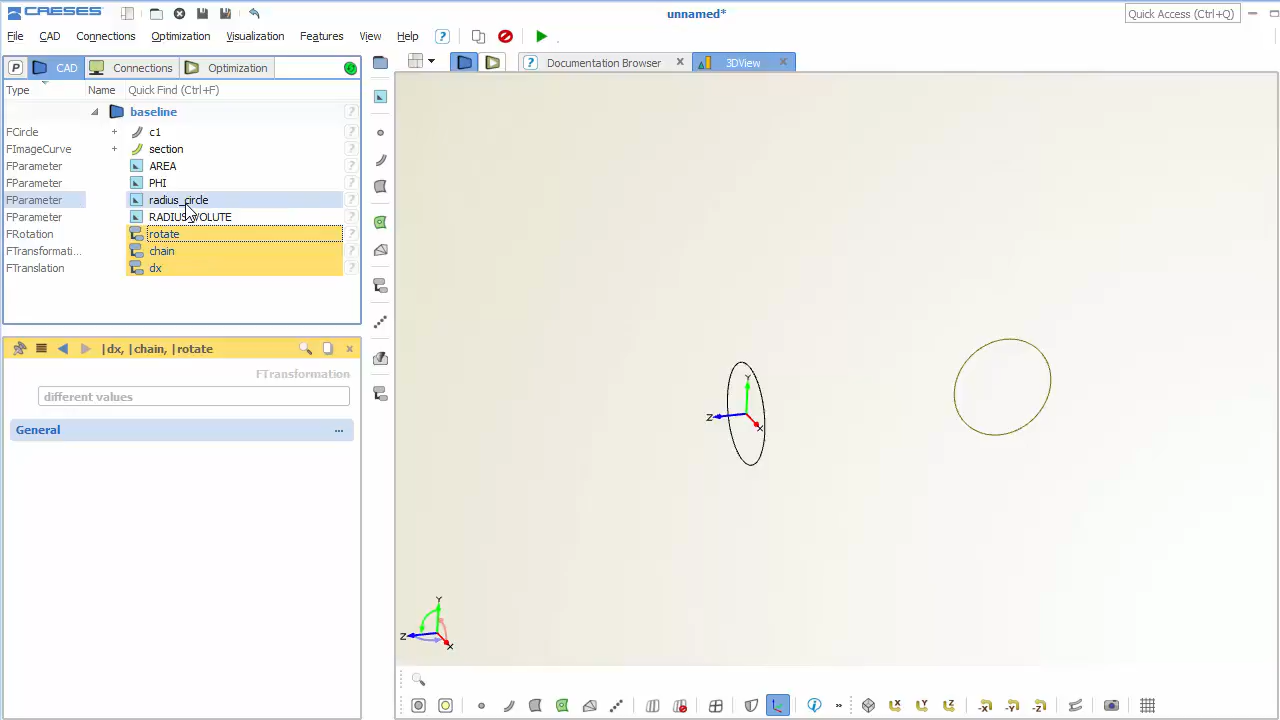 CAESES
unnamed*
Quick Access (Ctrl+Q)
File CAD Connections Optimization Visualization Features View Help
CAD Connections Optimization
Documentation Browser 3DView
Type Name Quick Find (Ctrl+F)
baseline
FCircle c1
FImageCurve section
FParameter AREA
FParameter PHI
FParameter radius_circle
FParameter
FRotation rotate
FTransformati... chain
FTranslation dx
|dx, |chain, |rotate
FTransformation
different values
General ...
Y
Z
X
Y
Z
X
X Y Z -X -Y -Z